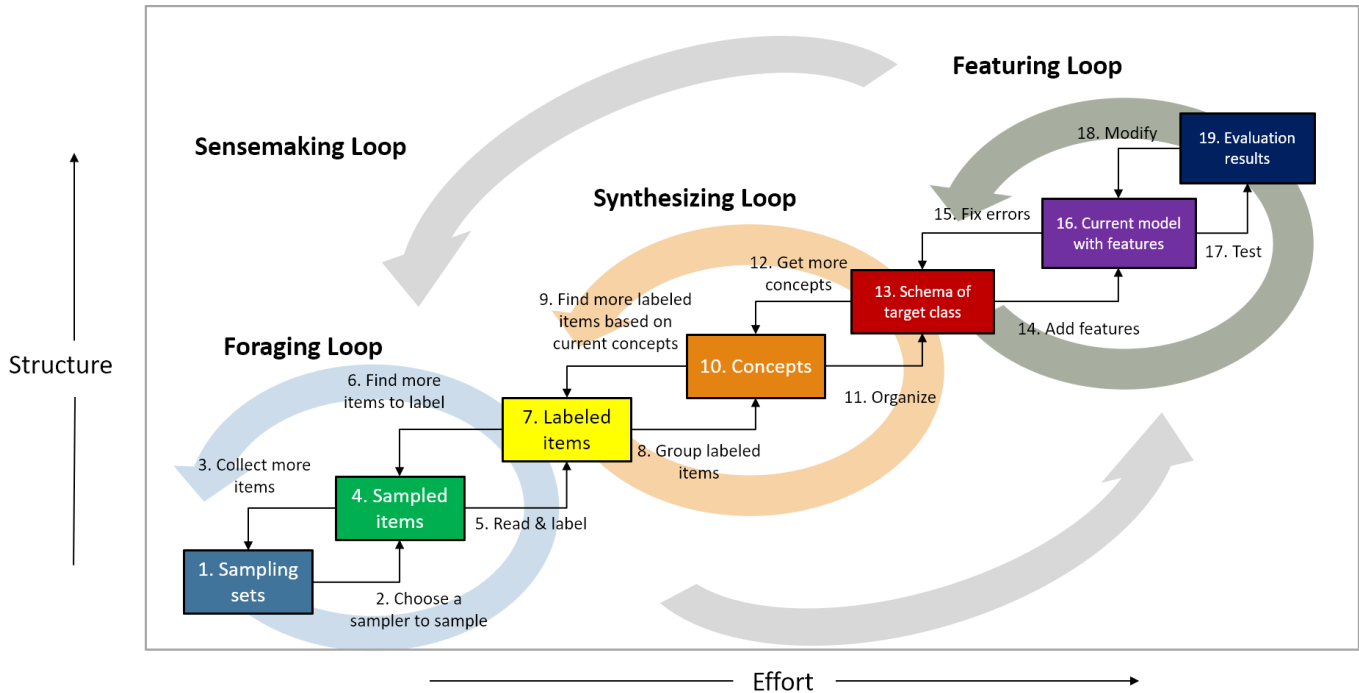 Featuring Loop
18. Modify
19. Evaluation
results
Sensemaking Loop
Synthesizing Loop
15. Fix errors
16. Current model
with features
17. Test
12. Get more
concepts
13. Schema of
target class
14. Add features
9. Find more labeled
items based on
current concepts
10. Concepts
11. Organize
Structure
Foraging Loop
6. Find more
items to label
7. Labeled
items
8. Group labeled
items
3. Collect more
items
4. Sampled
items
5. Read & label
1. Sampling
sets
2. Choose a
sampler to sample
Effort